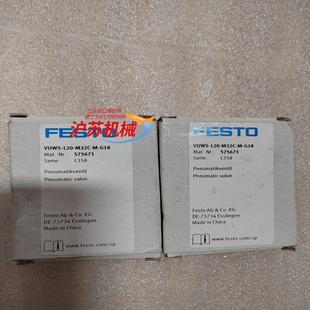 沪苏机械
FESTO
VUWS-L20-M32C-M-G18
Mat. Nr. 575671
Serie L358
Pneumatikventil
Pneumatic valve
Festo AG & Co. KG
DE-73734 Esslingen
Made in China
www.festo.com/sp
FESTO
VUWS-L20-M32C-M-G18
Mat. Nr. 575671
Serie: L358
Pneumatikventil
Pneumatic valve
Festo AG & Co. KG
DE-73734 Esslingen
Made in China
www.festo.com/sp